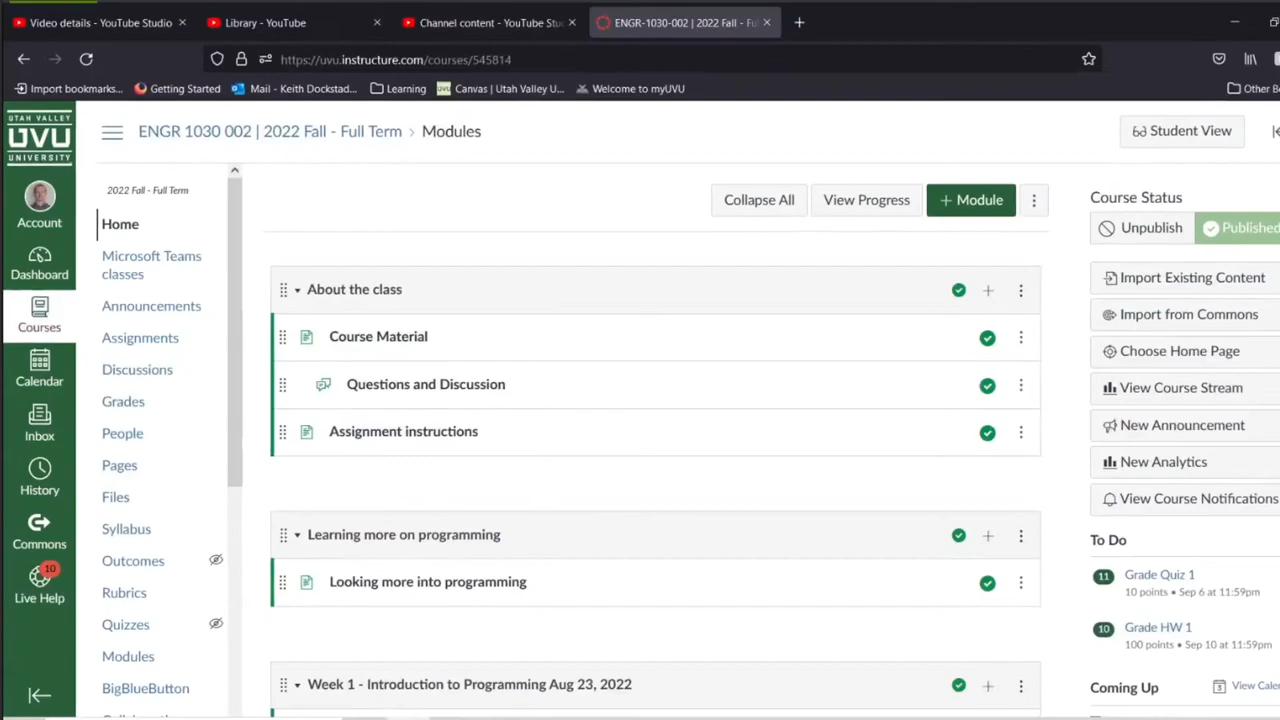 Video details - YouTube Studio
Library - YouTube
Channel content - YouTube Stu
ENGR-1030-002 | 2022 Fall - Ful
https://uvu.instructure.com/courses/545814
Import bookmarks...
Getting Started
Mail - Keith Dockstad...
Learning
UVU Canvas | Utah Valley U...
Welcome to myUVU
Other Bo
UTAH VALLEY
UVU
UNIVERSITY
ENGR 1030 002 | 2022 Fall - Full Term › Modules
Student View
Account
Dashboard
Courses
Calendar
Inbox
History
Commons
10
Live Help
2022 Fall - Full Term
Home
Microsoft Teams
classes
Announcements
Assignments
Discussions
Grades
People
Pages
Files
Syllabus
Outcomes
Rubrics
Quizzes
Modules
BigBlueButton
Collapse All
View Progress
+ Module
About the class
Course Material
Questions and Discussion
Assignment instructions
Learning more on programming
Looking more into programming
Week 1 - Introduction to Programming Aug 23, 2022
Course Status
Unpublish
Published
Import Existing Content
Import from Commons
Choose Home Page
View Course Stream
New Announcement
New Analytics
View Course Notifications
To Do
11 Grade Quiz 1
10 points • Sep 6 at 11:59pm
10 Grade HW 1
100 points • Sep 10 at 11:59pm
Coming Up
View Cale